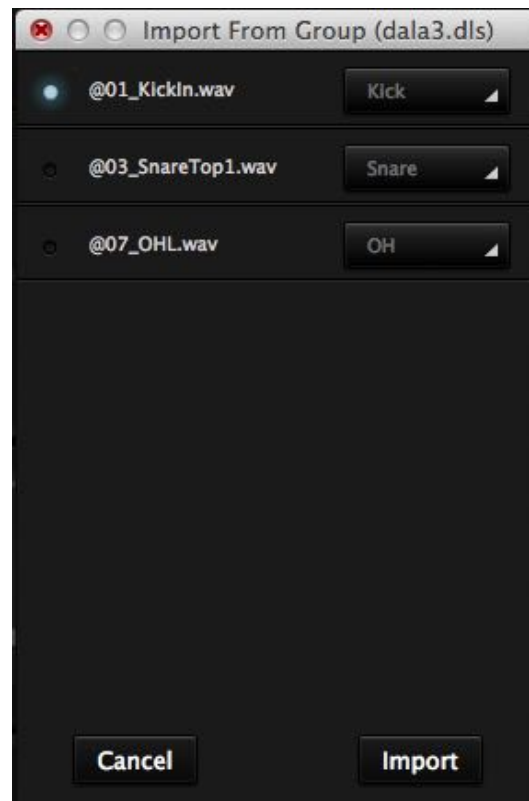 Import From Group (dala3.dls)
@01_KickIn.wav Kick
@03_SnareTop1.wav Snare
@07_OHL.wav OH
Cancel Import